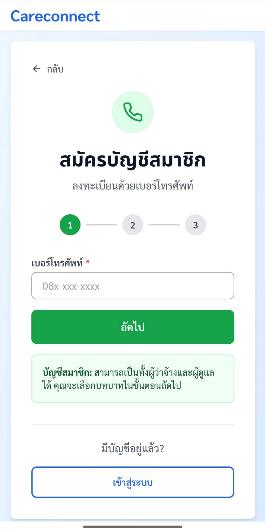 Careconnect
← กลับ
สมัครบัญชีสมาชิก
ลงทะเบียนด้วยเบอร์โทรศัพท์
1 2 3
เบอร์โทรศัพท์ *
08x-xxx-xxxx
ถัดไป
บัญชีสมาชิก: สามารถเป็นทั้งผู้ว่าจ้างและผู้ดูแล
ได้ คุณจะเลือกบทบาทในขั้นตอนถัดไป
มีบัญชีอยู่แล้ว?
เข้าสู่ระบบ